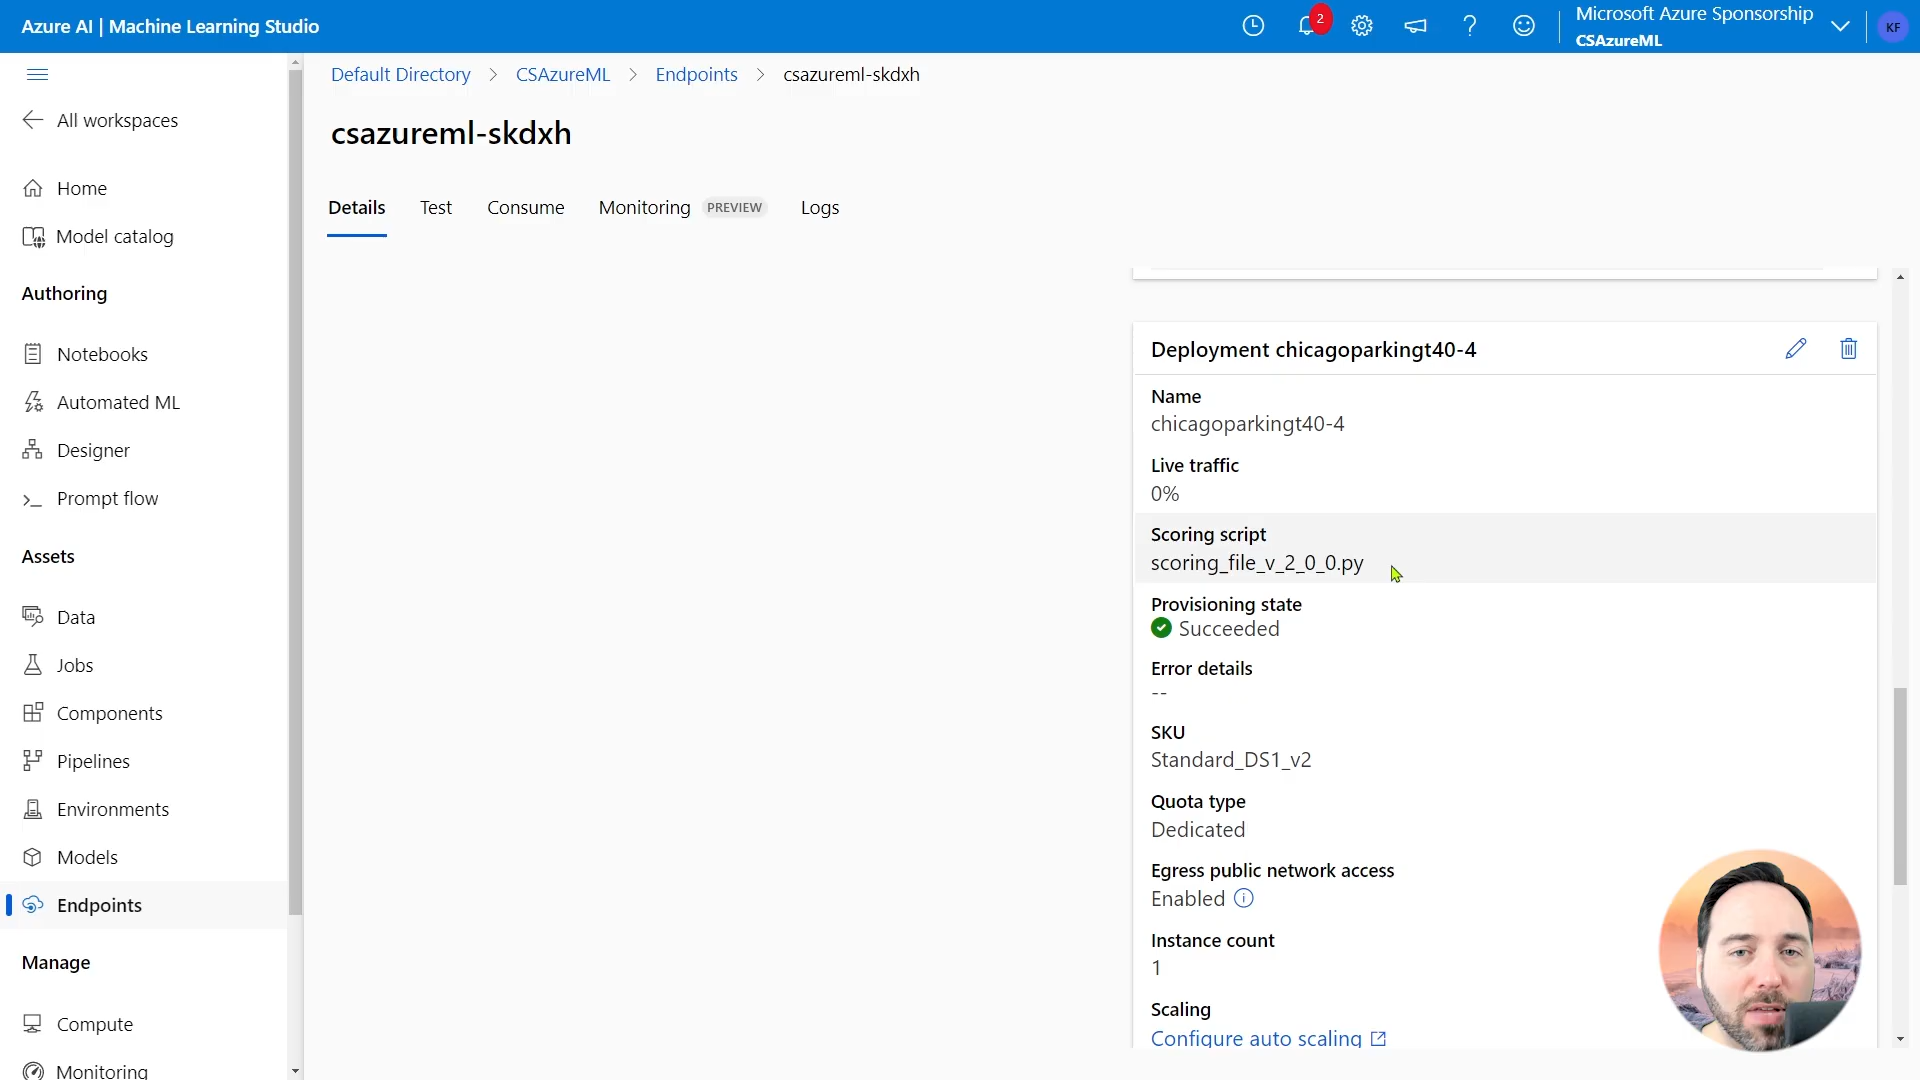 Azure AI | Machine Learning Studio
2
Microsoft Azure Sponsorship
CSAzureML
KF
All workspaces
Home
Model catalog
Authoring
Notebooks
Automated ML
Designer
Prompt flow
Assets
Data
Jobs
Components
Pipelines
Environments
Models
Endpoints
Manage
Compute
Monitoring
Default Directory > CSAzureML > Endpoints > csazureml-skdxh
csazureml-skdxh
Details Test Consume Monitoring PREVIEW Logs
Deployment chicagoparkingt40-4
Name
chicagoparkingt40-4
Live traffic
0%
Scoring script
scoring_file_v_2_0_0.py
Provisioning state
Succeeded
Error details
--
SKU
Standard_DS1_v2
Quota type
Dedicated
Egress public network access
Enabled
Instance count
1
Scaling
Configure auto scaling